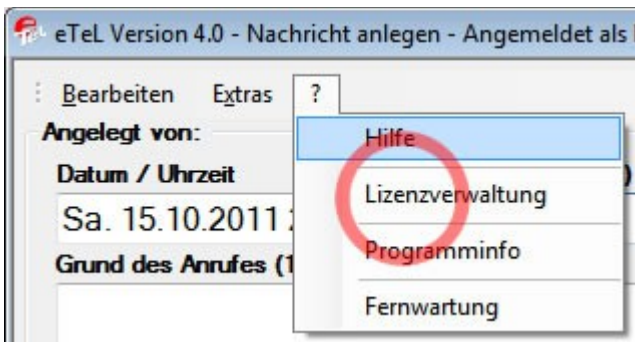 eTeL Version 4.0 - Nachricht anlegen - Angemeldet als
Bearbeiten Extras ?
Angelegt von:
Hilfe
Datum / Uhrzeit )
Lizenzverwaltung
Sa. 15.10.2011
Programminfo
Grund des Anrufes (1
Fernwartung